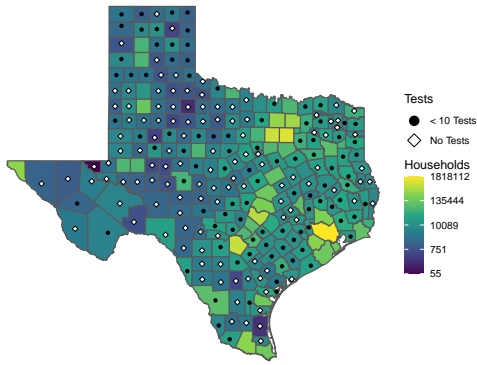 Tests
< 10 Tests
No Tests
Households
1818112
135444
10089
751
55